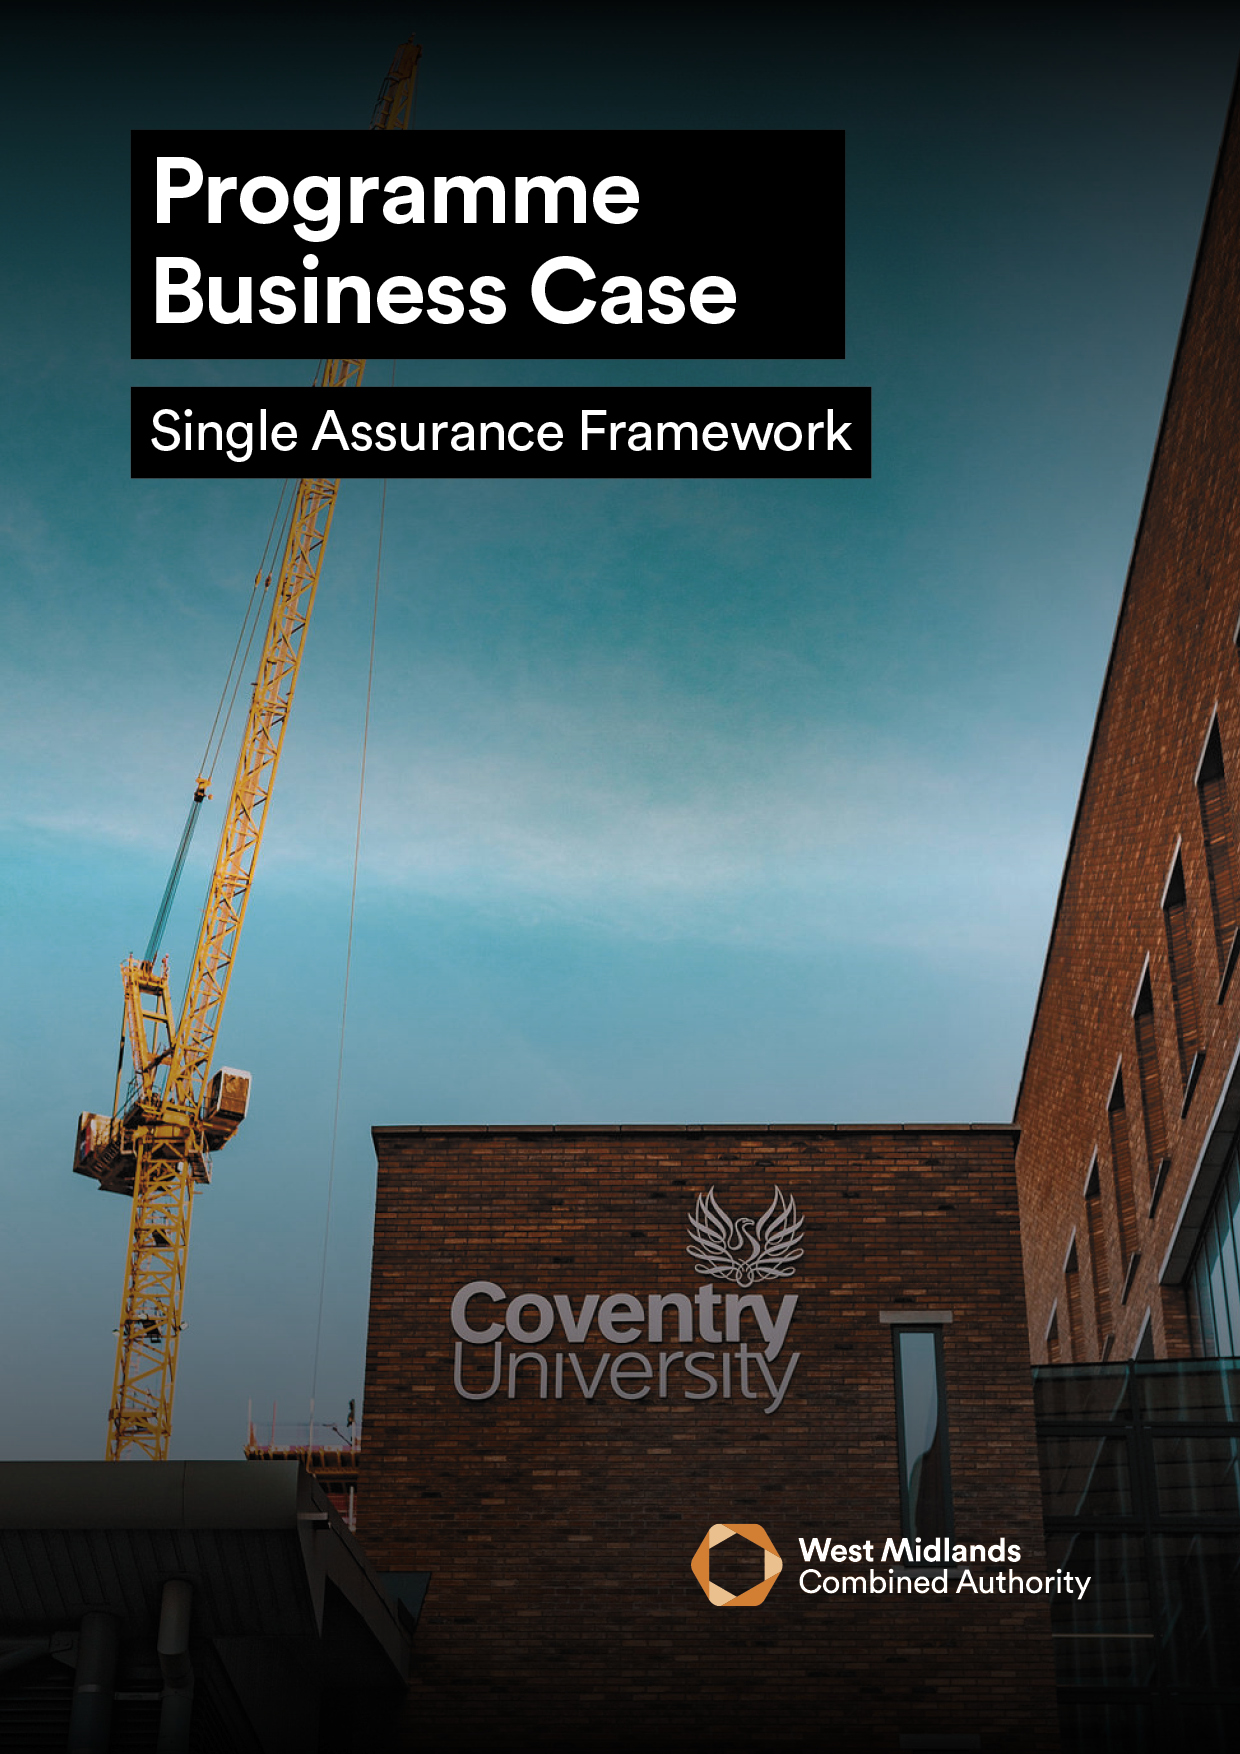 Programme
Business Case
Single Assurance Framework
Coventry
University
West Midlands
Combined Authority